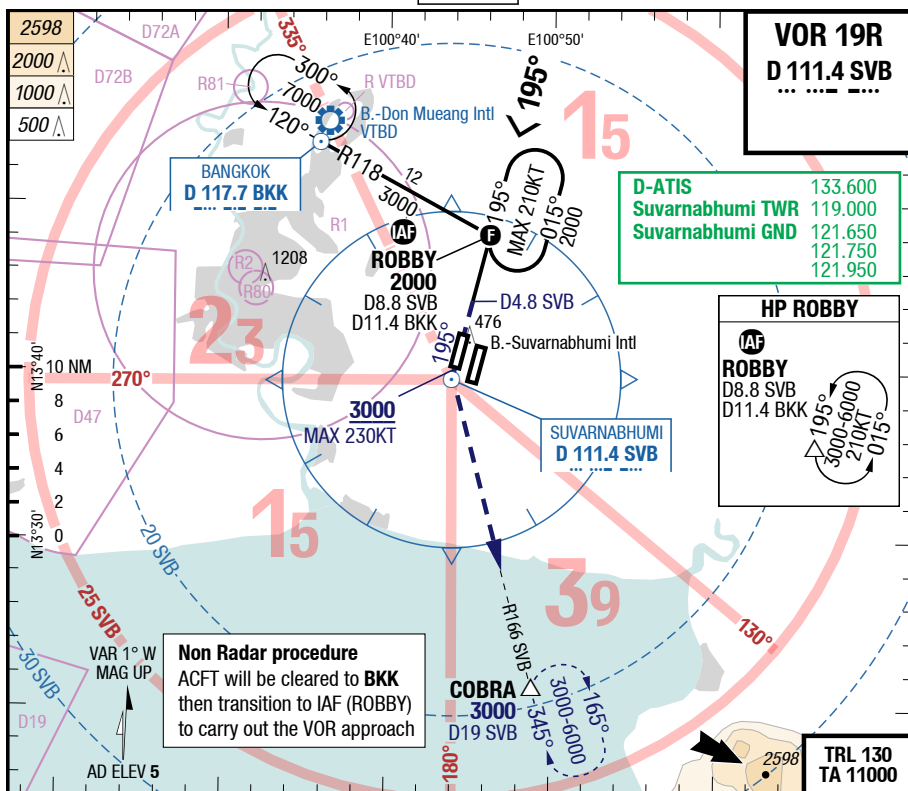 2598
2000
1000
500
D72A
D72B
E100°40'
E100°50'
VOR 19R
D 111.4 SVB
335°
R81
300°
7000
120°
R VTBD
B.-Don Mueang Intl
VTBD
195°
15
BANGKOK
D 117.7 BKK
R118
12
3000
195°
MAX 210KT
015°
2000
D-ATIS 133.600
Suvarnabhumi TWR 119.000
Suvarnabhumi GND 121.650
121.750
121.950
R1
IAF
F
ROBBY
2000
D8.8 SVB
D11.4 BKK
R2
1208
R80
D4.8 SVB
476
B.-Suvarnabhumi Intl
195°
23
HP ROBBY
IAF
ROBBY
D8.8 SVB
D11.4 BKK
195°
3000-6000
210KT
015°
N13°40'
10 NM
8
6
4
2
0
N13°30'
270°
D47
3000
MAX 230KT
SUVARNABHUMI
D 111.4 SVB
15
39
20 SVB
25 SVB
30 SVB
130°
R166 SVB
VAR 1° W
MAG UP
D19
AD ELEV 5
Non Radar procedure
ACFT will be cleared to BKK
then transition to IAF (ROBBY)
to carry out the VOR approach
COBRA
3000
D19 SVB
165°
3000-6000
345°
180°
2598
TRL 130
TA 11000